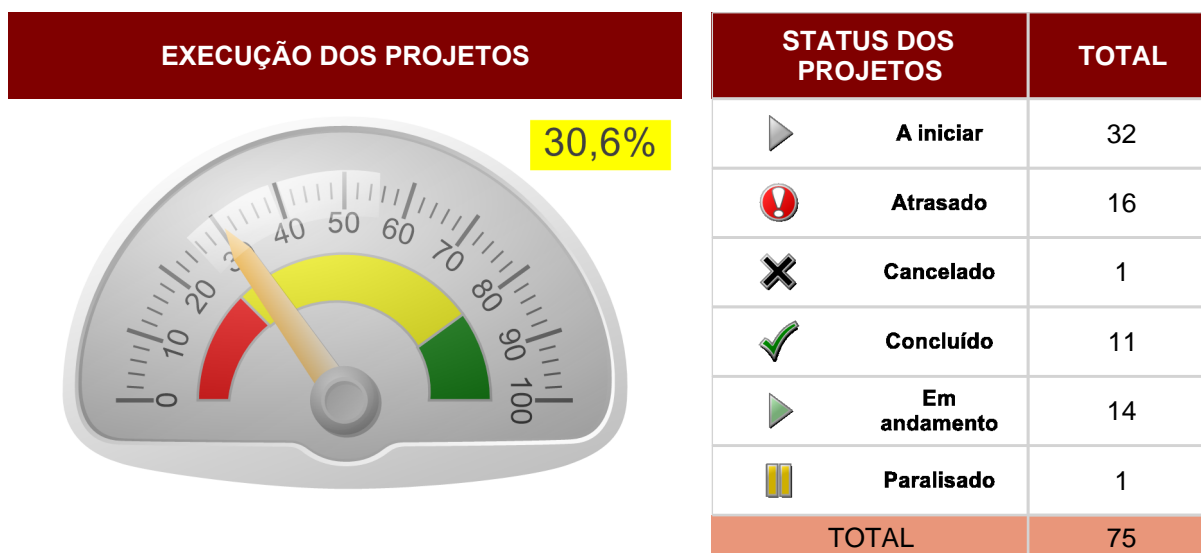 EXECUÇÃO DOS PROJETOS
30,6%
0
10
20
30
40
50
60
70
80
90
100
STATUS DOS
PROJETOS
TOTAL
A iniciar 32
Atrasado 16
Cancelado 1
Concluído 11
Em
andamento 14
Paralisado 1
TOTAL 75